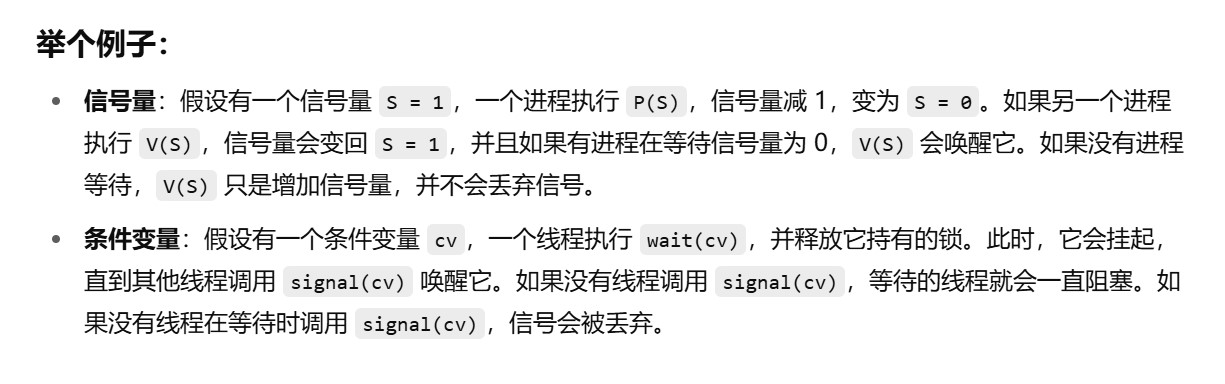 举个例子：
信号量：假设有一个信号量 S = 1，一个进程执行 P(S)，信号量减 1，变为 S = 0。如果另一个进程
执行 V(S)，信号量会变回 S = 1，并且如果有进程在等待信号量为 0，V(S) 会唤醒它。如果没有进程
等待，V(S) 只是增加信号量，并不会丢弃信号。
条件变量：假设有一个条件变量 cv，一个线程执行 wait(cv)，并释放它持有的锁。此时，它会挂起，
直到其他线程调用 signal(cv) 唤醒它。如果没有线程调用 signal(cv)，等待的线程就会一直阻塞。如
果没有线程在等待时调用 signal(cv)，信号会被丢弃。